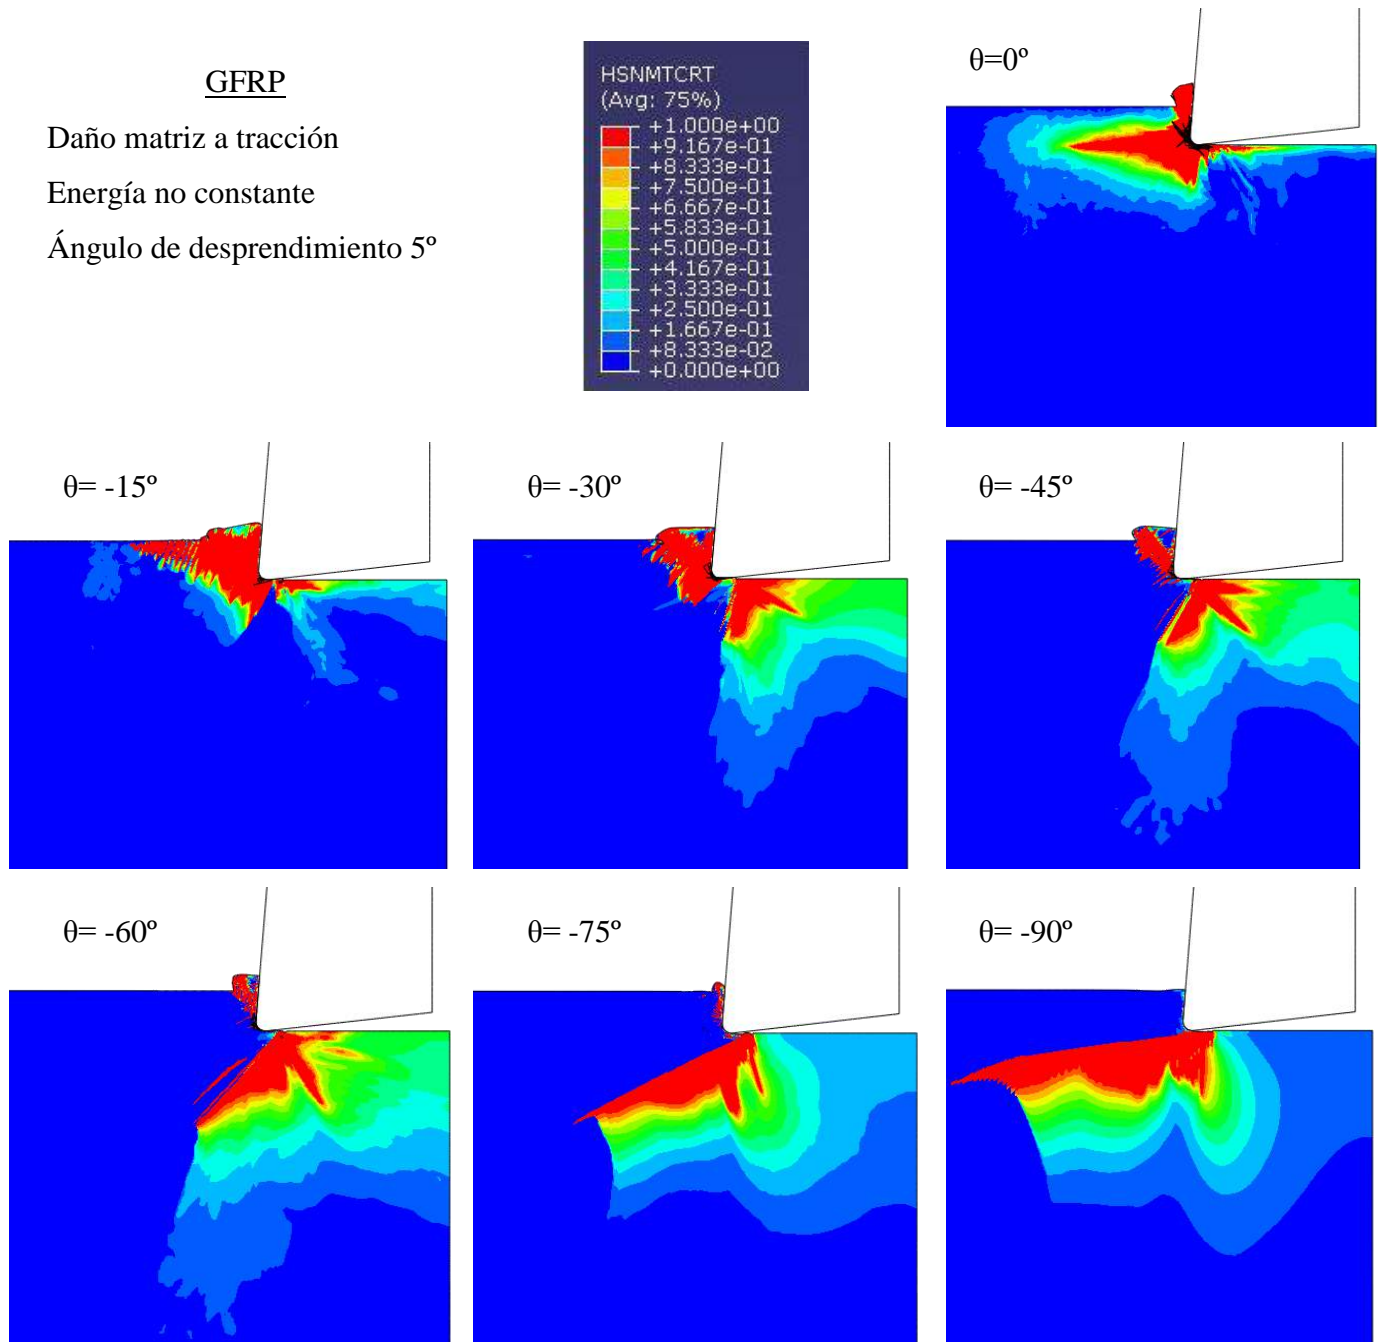 GFRP
Daño matriz a tracción
Energía no constante
Ángulo de desprendimiento 5º
HSNMTCRT
(Avg: 75%)
+1.000e+00
+9.167e-01
+8.333e-01
+7.500e-01
+6.667e-01
+5.833e-01
+5.000e-01
+4.167e-01
+3.333e-01
+2.500e-01
+1.667e-01
+8.333e-02
+0.000e+00
θ=0º
θ= -15º
θ= -30º
θ= -45º
θ= -60º
θ= -75º
θ= -90º